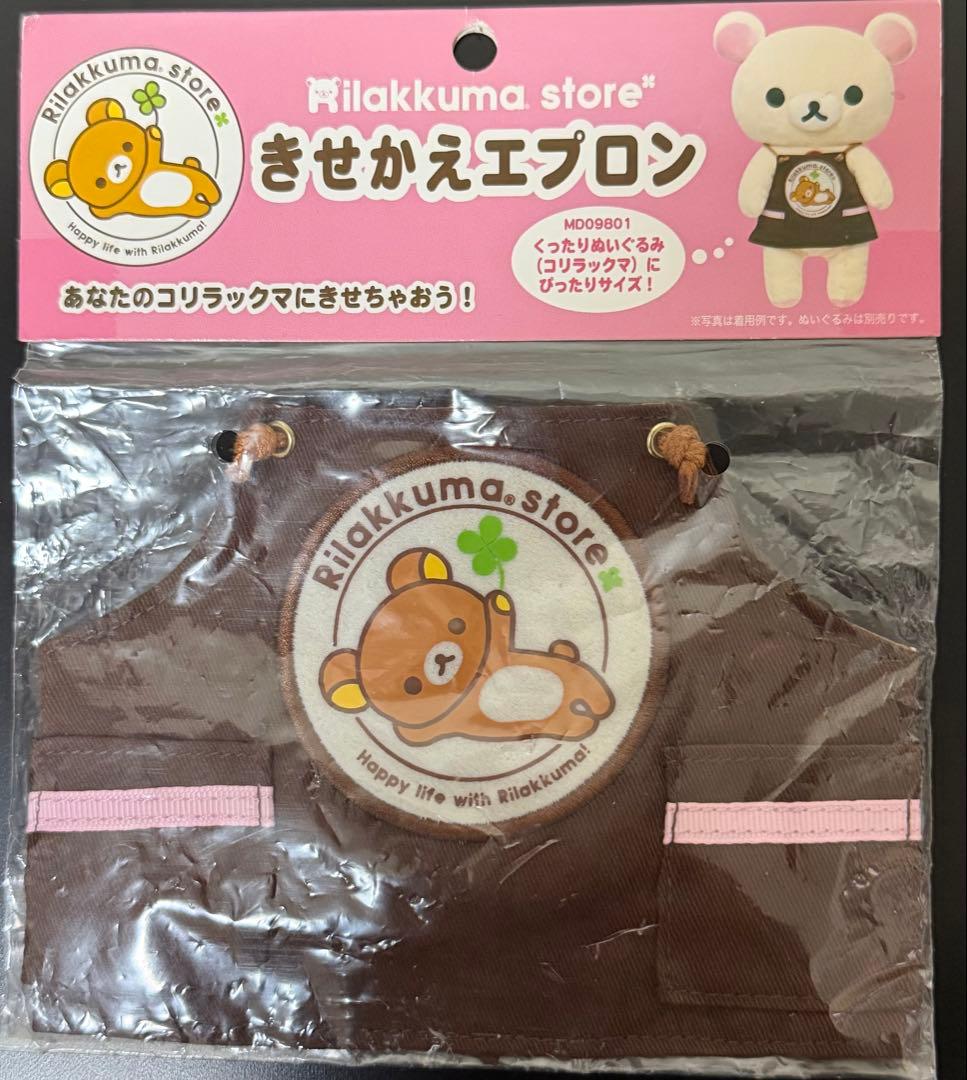 Rilakkuma® store
Happy life with Rilakkuma!
Rilakkuma® store
きせかえエプロン
MD09801
くったりぬいぐるみ
(コリラックマ)に
ぴったりサイズ!
あなたのコリラックマにきせちゃおう!
Rilakkuma® store
※写真は着用例です。ぬいぐるみは別売りです。
Rilakkuma® store
Happy life with Rilakkuma!